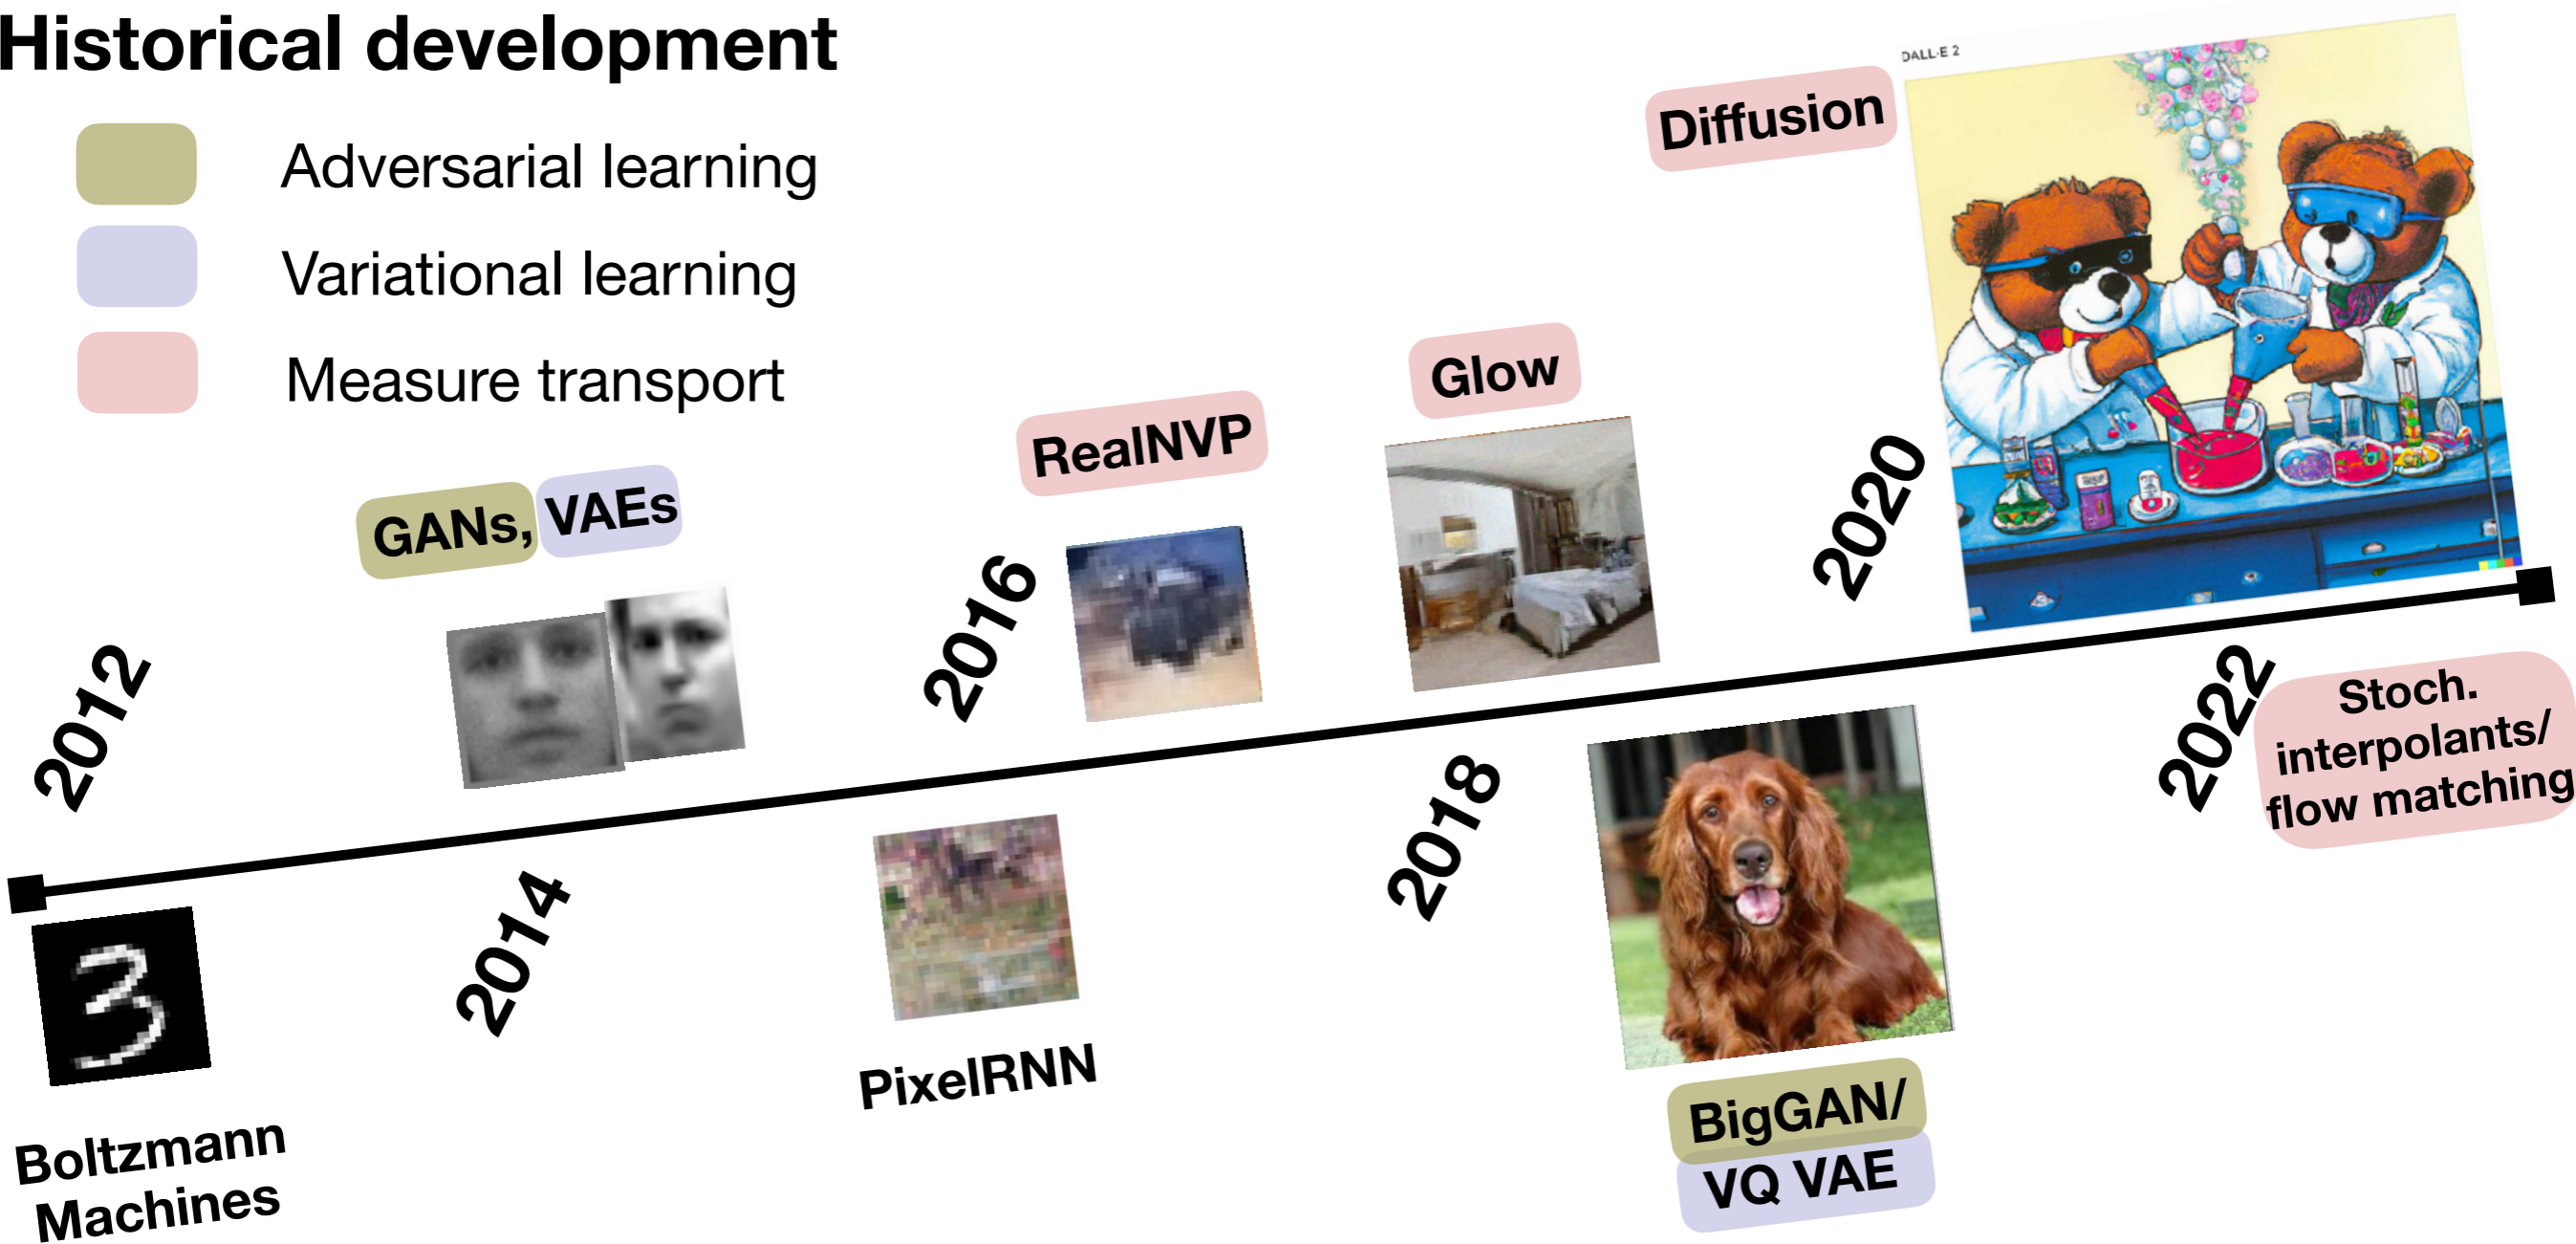 Historical development
Adversarial learning
Variational learning
Measure transport
DALL·E 2
Diffusion
Glow
RealNVP
GANs, VAEs
2012
2016
2020
2014
2018
2022
Stoch.
interpolants/
flow matching
3
PixelRNN
Boltzmann
Machines
BigGAN/
VQ VAE